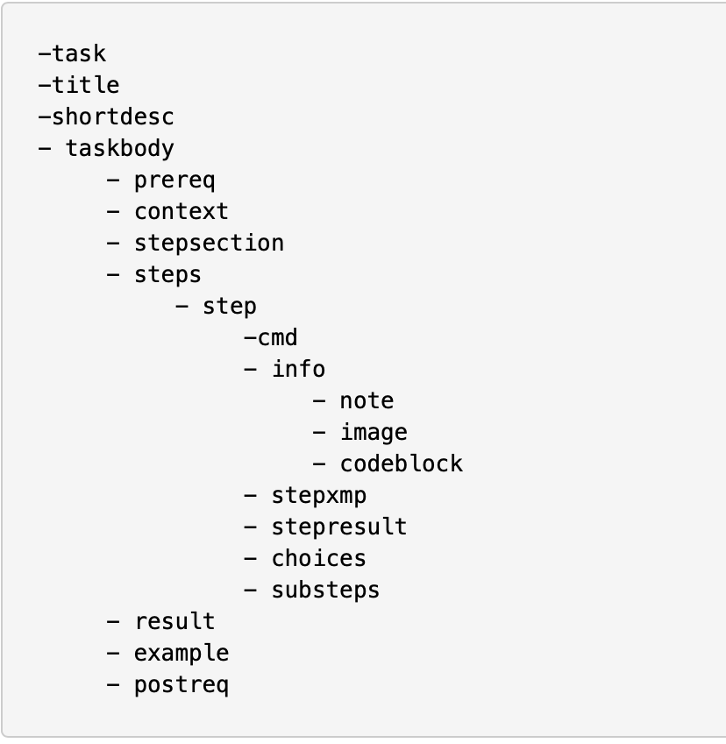 -task
-title
-shortdesc
- taskbody
- prereq
- context
- stepsection
- steps
- step
-cmd
- info
- note
- image
- codeblock
- stepxmp
- stepresult
- choices
- substeps
- result
- example
- postreq